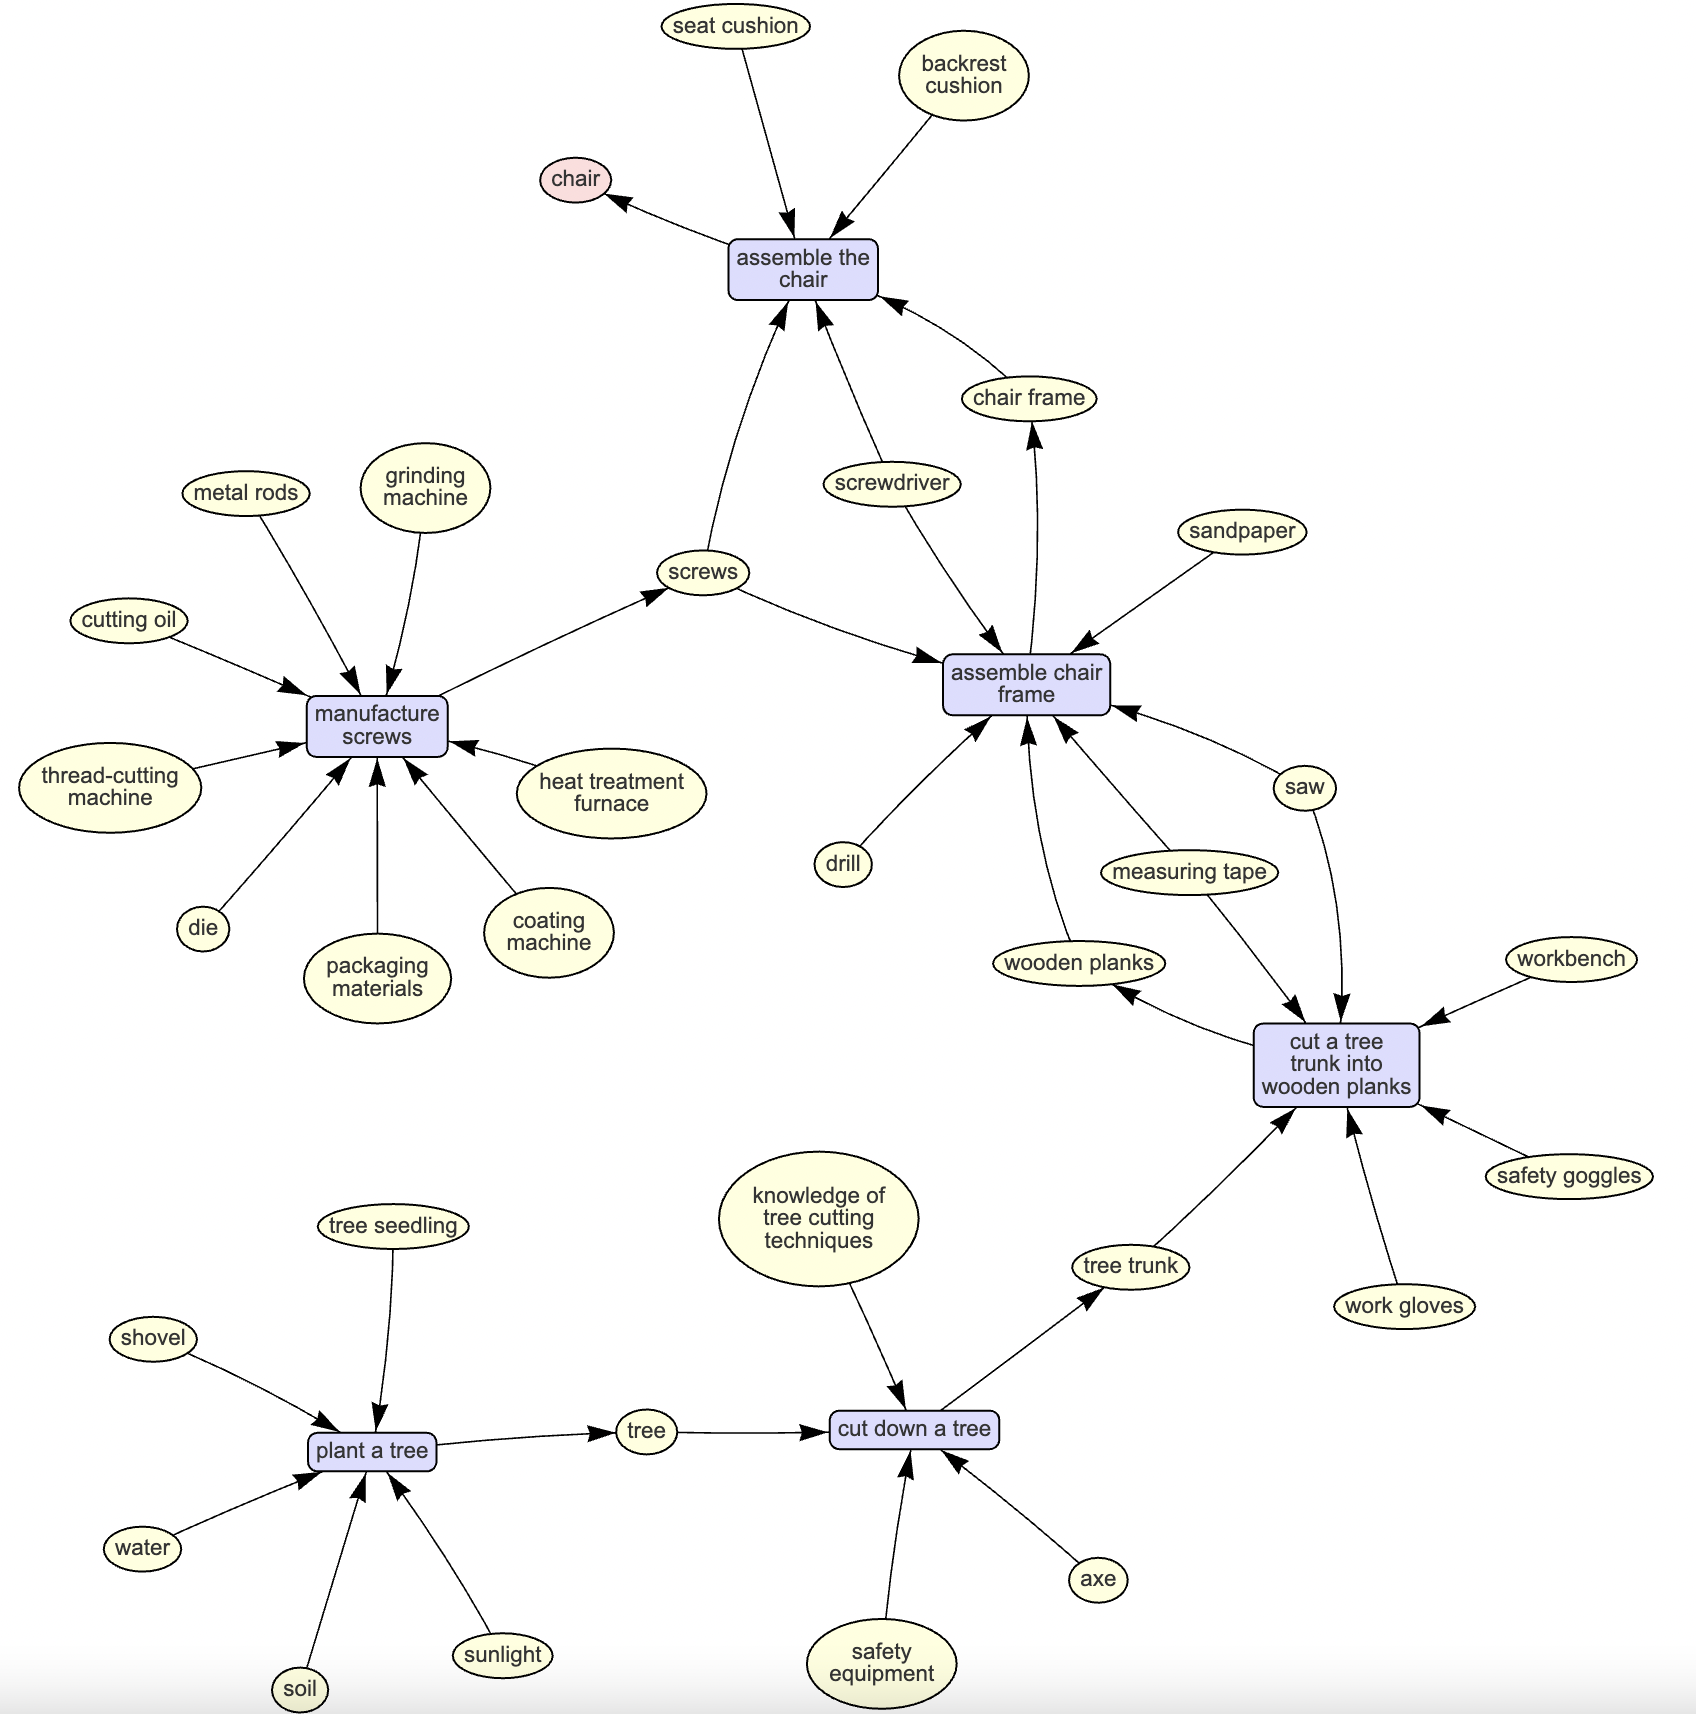 seat cushion
backrest
cushion
chair
assemble the
chair
chair frame
grinding
machine
metal rods
screwdriver
sandpaper
screws
cutting oil
assemble chair
frame
manufacture
screws
thread-cutting
machine
heat treatment
furnace
saw
drill
measuring tape
die
coating
machine
packaging
materials
wooden planks
workbench
cut a tree
trunk into
wooden planks
safety goggles
knowledge of
tree cutting
techniques
tree seedling
tree trunk
work gloves
shovel
plant a tree
tree
cut down a tree
water
axe
sunlight
safety
equipment
soil